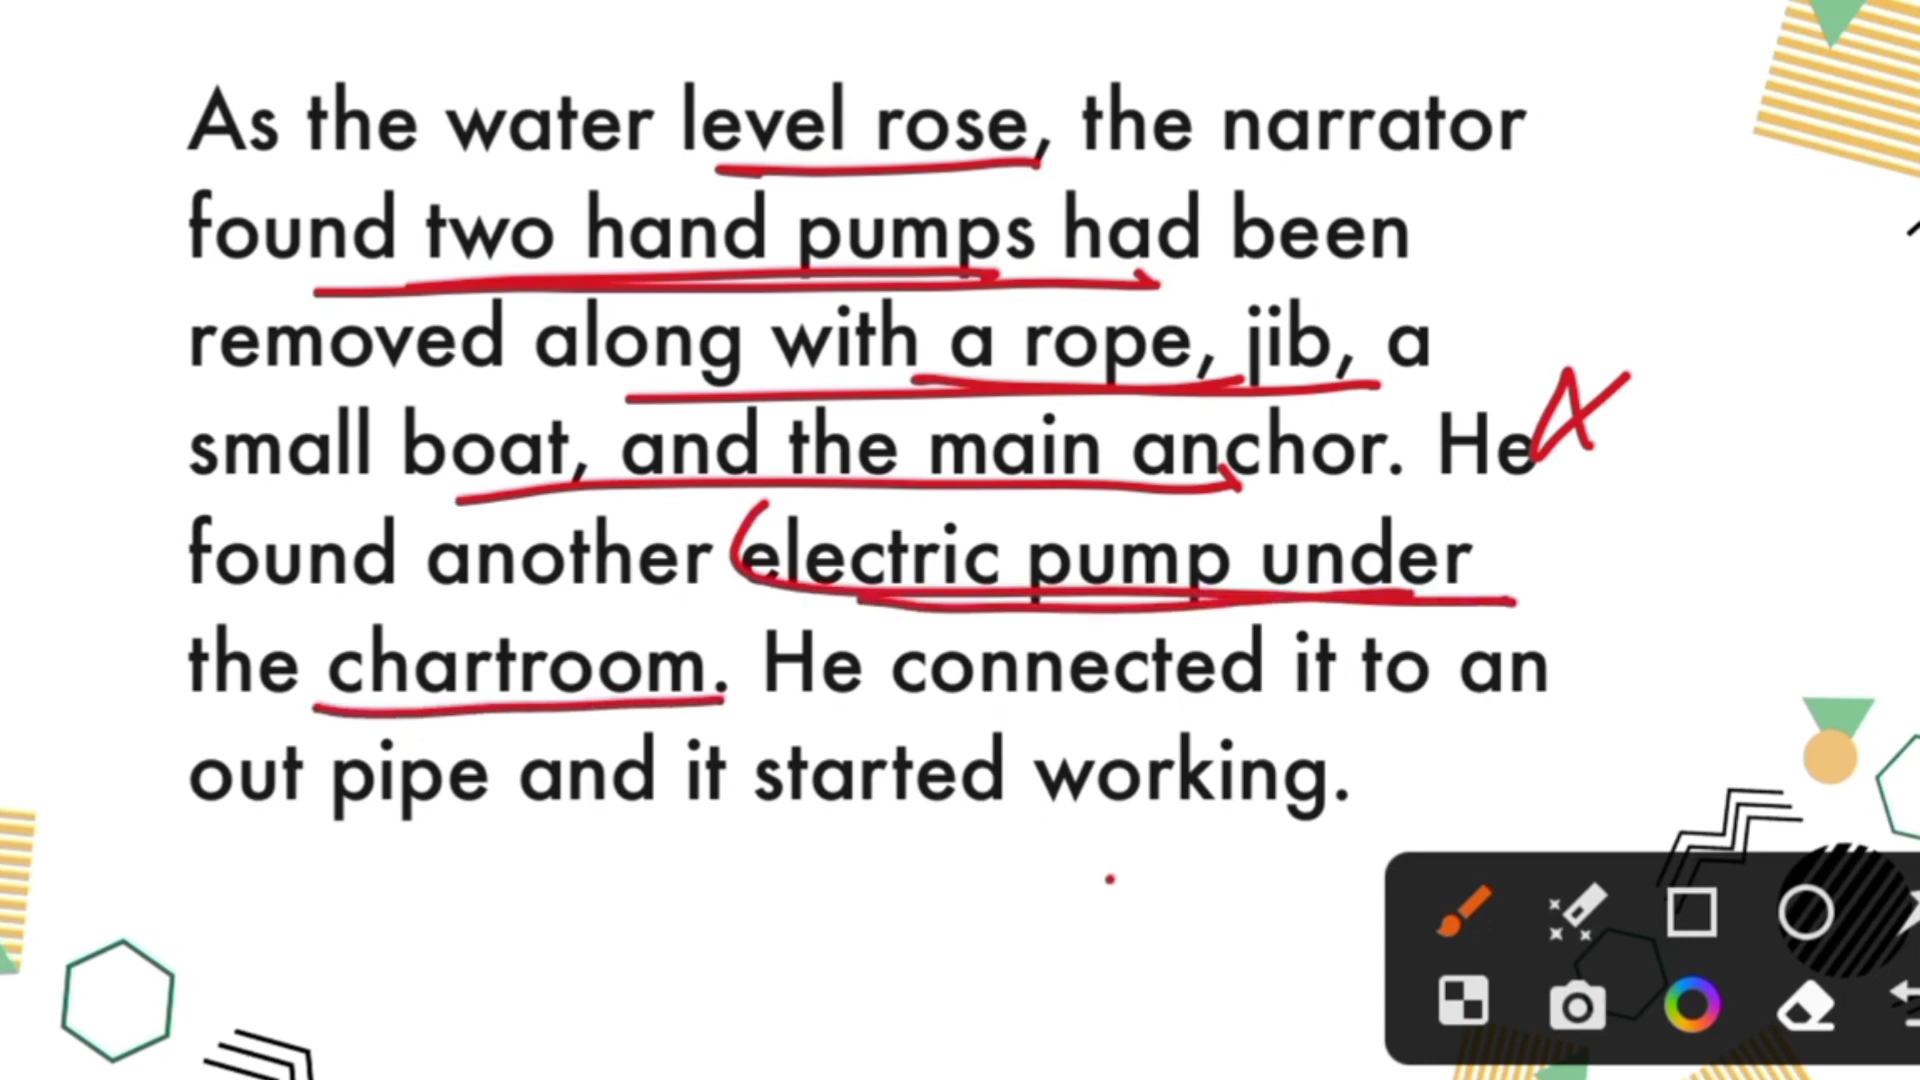 As the water level rose, the narrator
found two hand pumps had been
removed along with a rope, jib, a
small boat, and the main anchor. He
found another electric pump under
the chartroom. He connected it to an
out pipe and it started working.